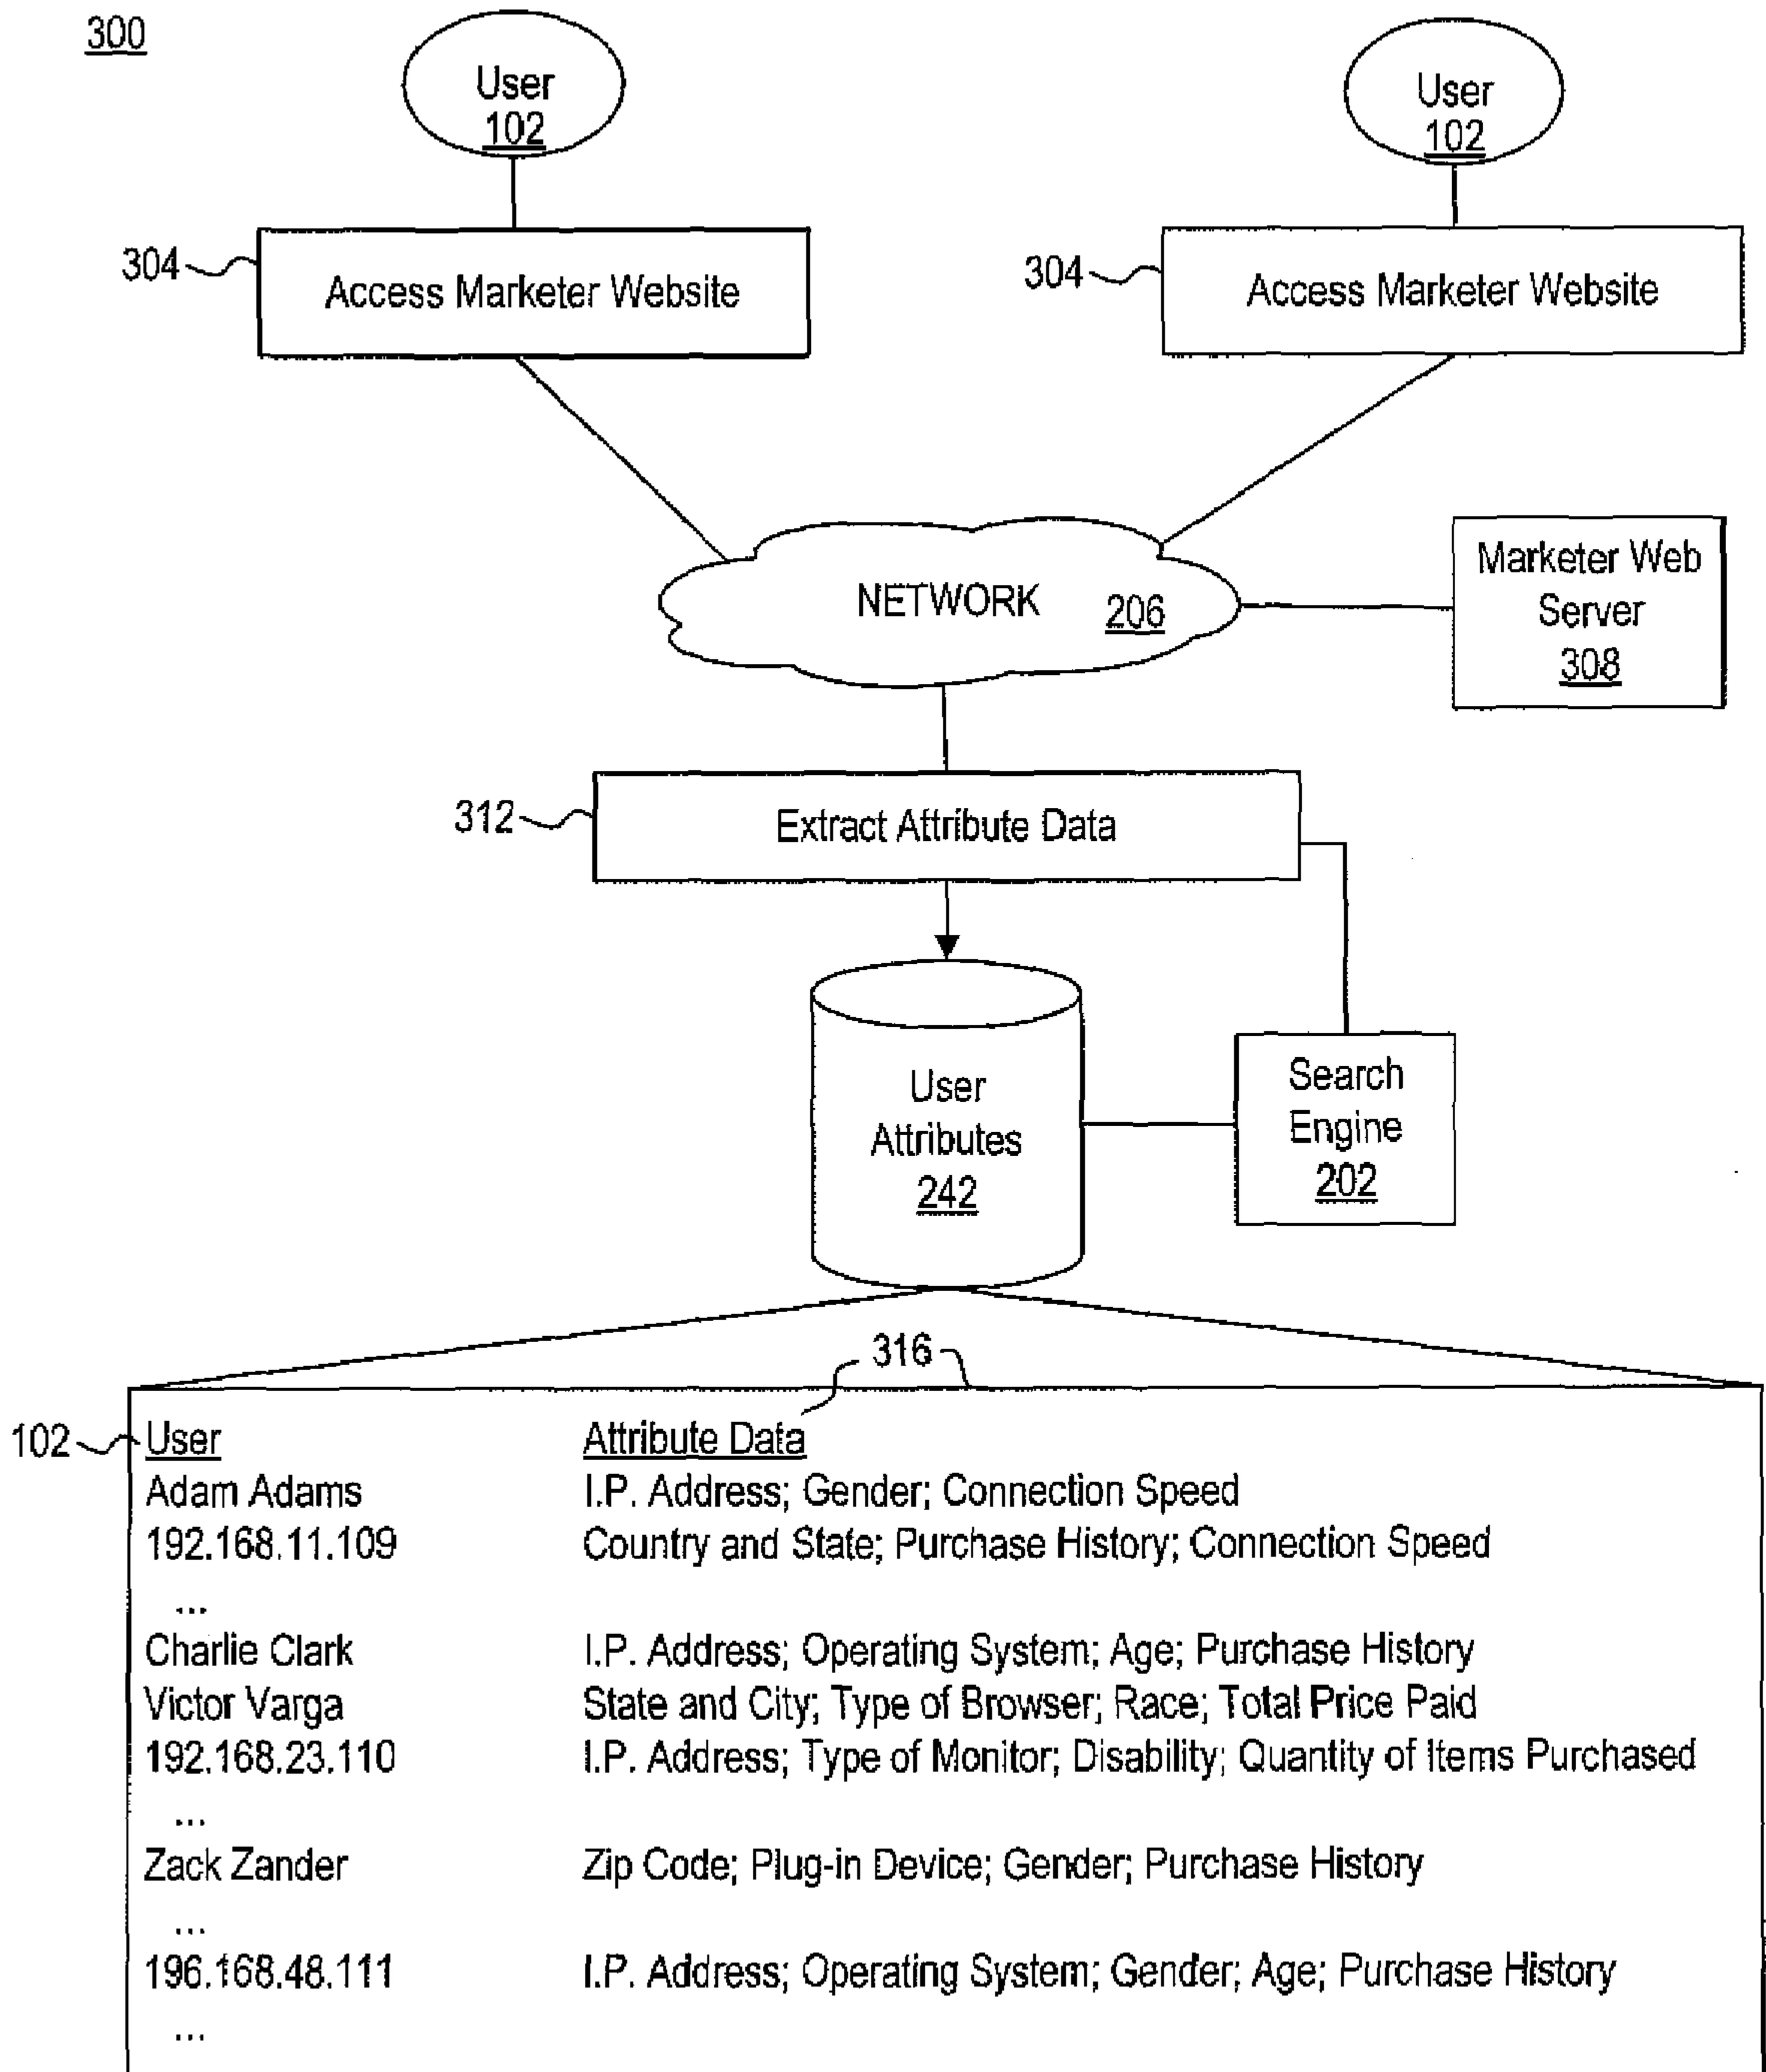 300
User
102
User
102
304
Access Marketer Website
304
Access Marketer Website
NETWORK 206
Marketer Web
Server
308
312
Extract Attribute Data
User
Attributes
242
Search
Engine
202
316
102 User Attribute Data
Adam Adams I.P. Address; Gender; Connection Speed
192.168.11.109 Country and State; Purchase History; Connection Speed
...
Charlie Clark I.P. Address; Operating System; Age; Purchase History
Victor Varga State and City; Type of Browser; Race; Total Price Paid
192.168.23.110 I.P. Address; Type of Monitor; Disability; Quantity of Items Purchased
...
Zack Zander Zip Code; Plug-in Device; Gender; Purchase History
...
196.168.48.111 I.P. Address; Operating System; Gender; Age; Purchase History
...